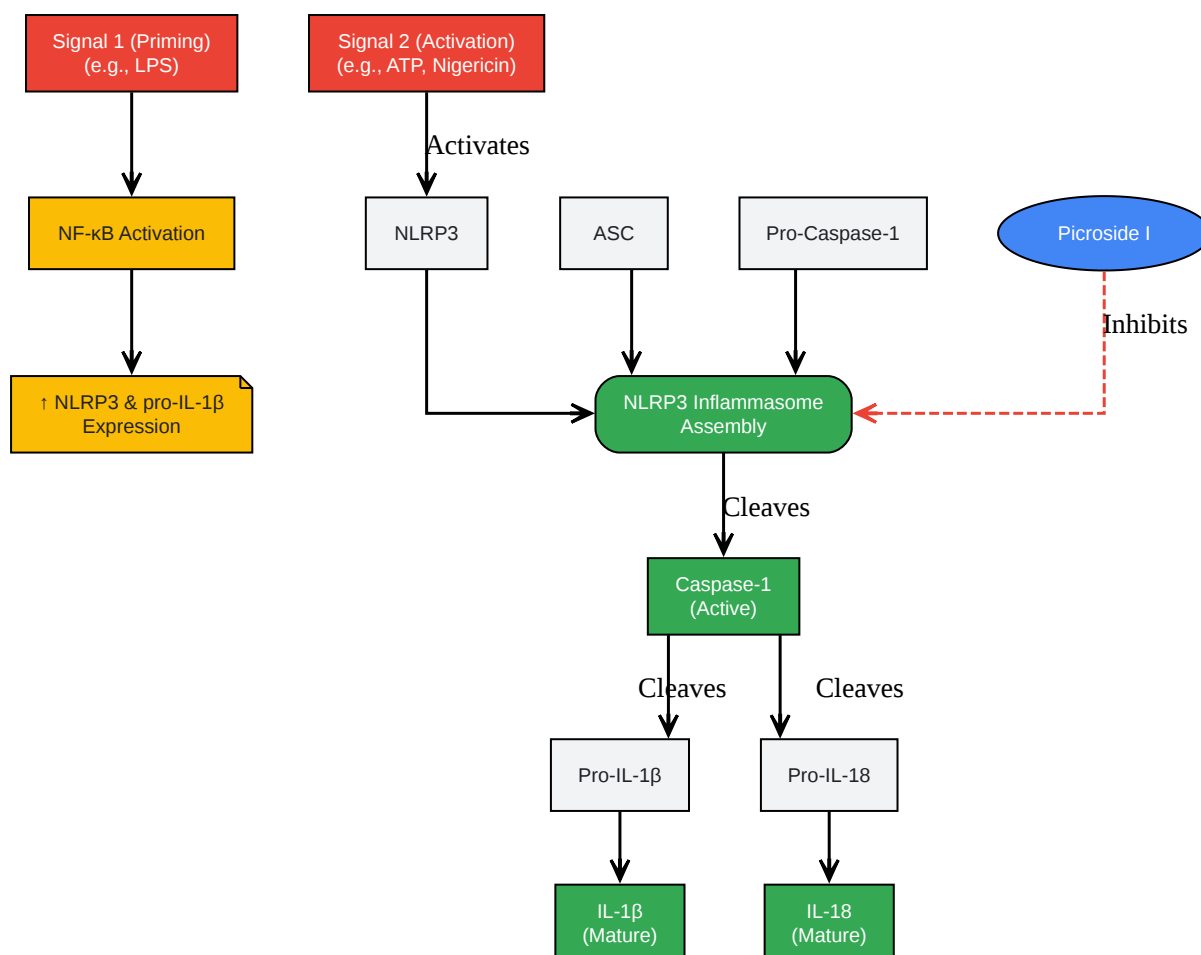 Signal 1 (Priming)
(e.g., LPS)
Signal 2 (Activation)
(e.g., ATP, Nigericin)
Activates
NF-κB Activation
NLRP3
ASC
Pro-Caspase-1
Picroside I
Inhibits
↑ NLRP3 & pro-IL-1β
Expression
NLRP3 Inflammasome
Assembly
Cleaves
Caspase-1
(Active)
Cleaves
Cleaves
Pro-IL-1β
Pro-IL-18
IL-1β
(Mature)
IL-18
(Mature)